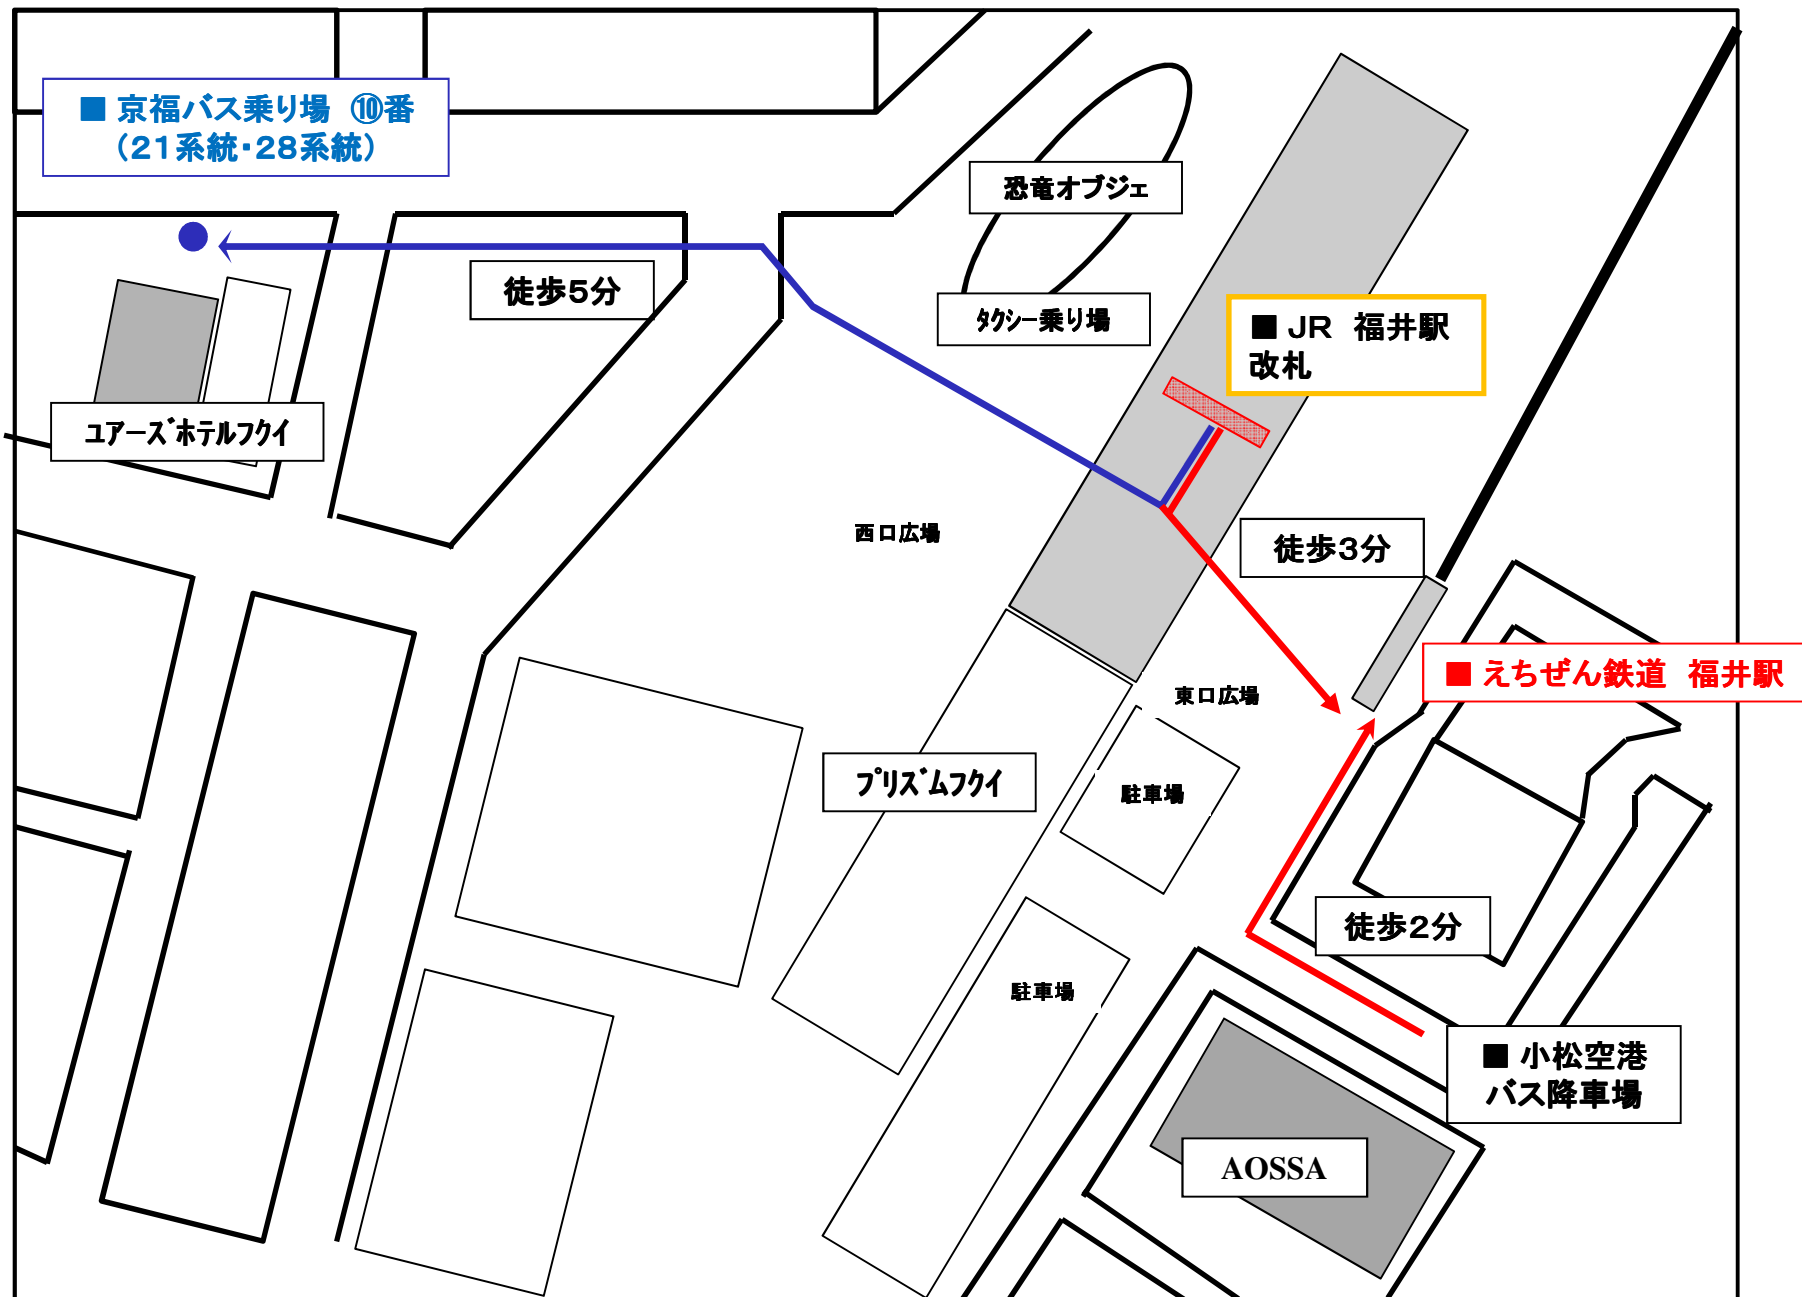 ■ 京福バス乗り場 ⑩番
（21系統・28系統）
恐竜オブジェ
徒歩5分
ﾀｸｼｰ乗り場
■ JR 福井駅
改札
ﾕｱｰｽﾞﾎﾃﾙﾌｸｲ
西口広場
徒歩3分
■ えちぜん鉄道 福井駅
東口広場
ﾌﾟﾘｽﾞﾑﾌｸｲ
駐車場
徒歩2分
駐車場
■ 小松空港
バス降車場
AOSSA